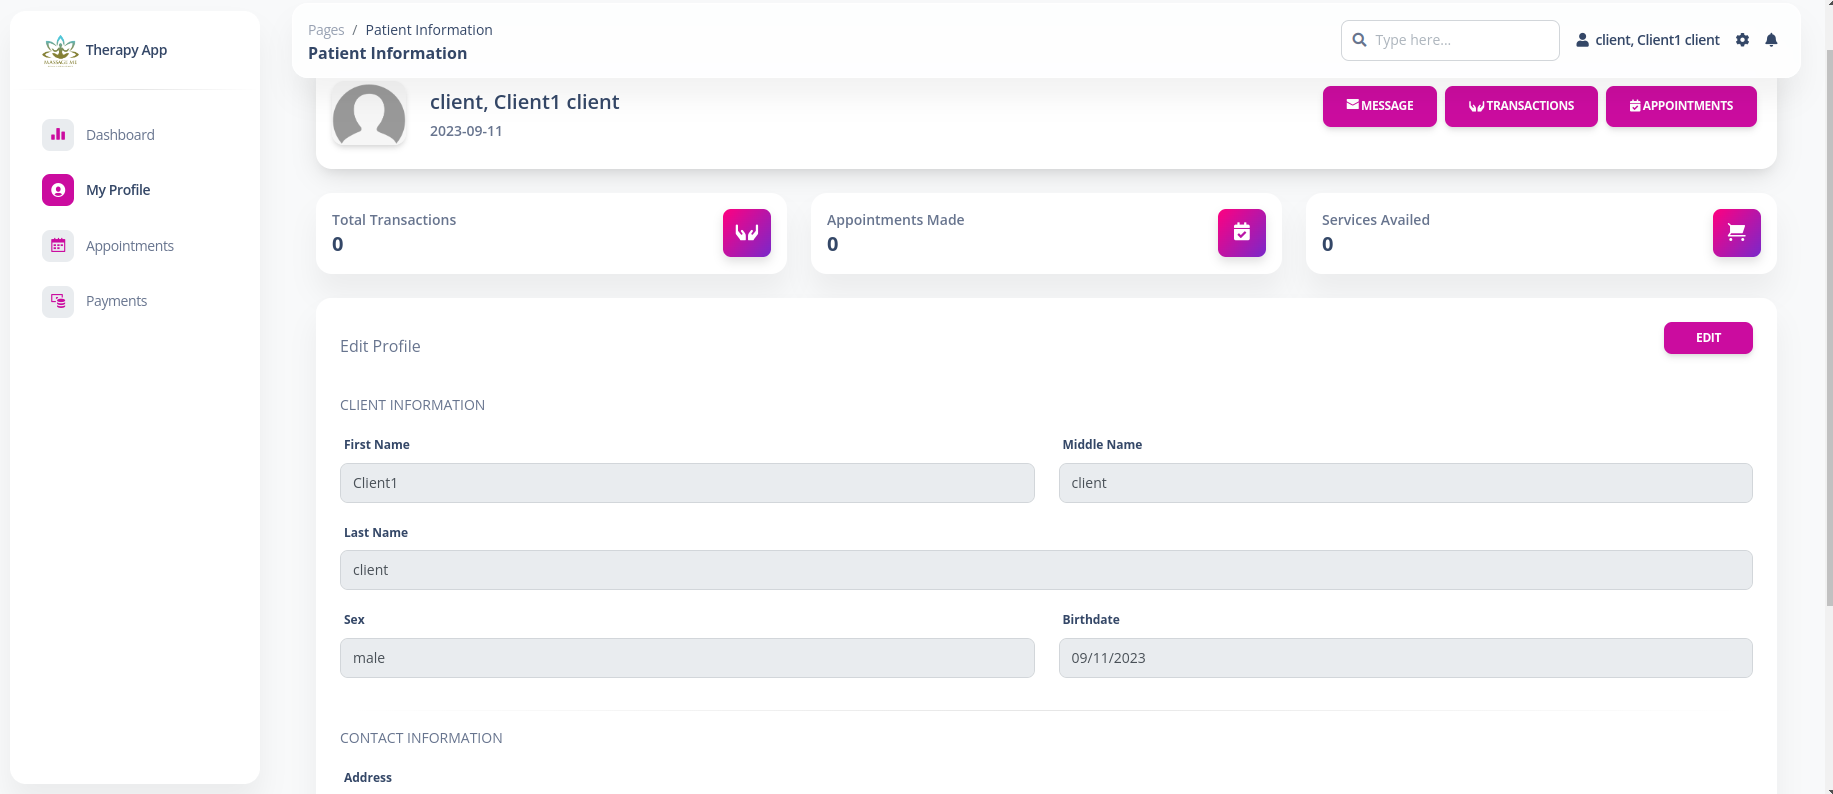 Therapy App
Dashboard
My Profile
Appointments
Payments
Pages / Patient Information
Patient Information
Type here...
client, Client1 client
client, Client1 client
2023-09-11
MESSAGE
TRANSACTIONS
APPOINTMENTS
Total Transactions
0
Appointments Made
0
Services Availed
0
Edit Profile
EDIT
CLIENT INFORMATION
First Name
Client1
Middle Name
client
Last Name
client
Sex
male
Birthdate
09/11/2023
CONTACT INFORMATION
Address